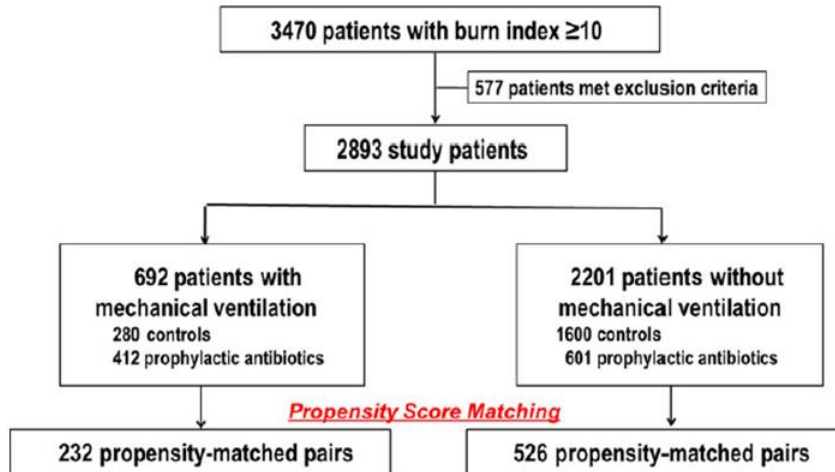 3470 patients with burn index ≥10
577 patients met exclusion criteria
2893 study patients
692 patients with
mechanical ventilation
280 controls
412 prophylactic antibiotics
2201 patients without
mechanical ventilation
1600 controls
601 prophylactic antibiotics
Propensity Score Matching
232 propensity-matched pairs
526 propensity-matched pairs